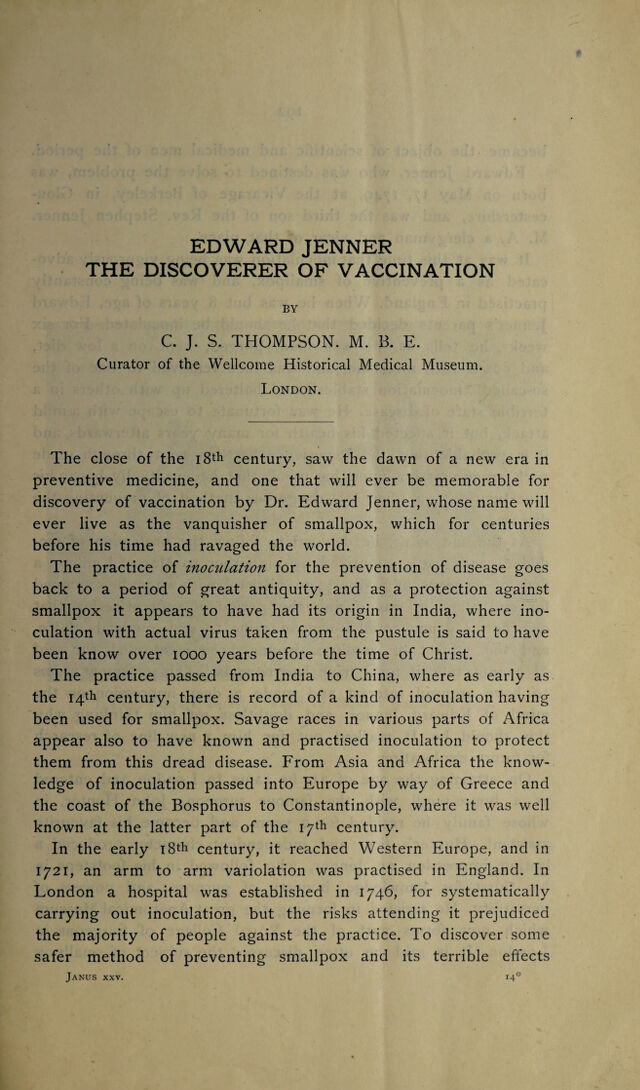 EDWARD JENNER
THE DISCOVERER OF VACCINATION
BY
C. J. S. THOMPSON. M. B. E.
Curator of the Wellcome Historical Medical Museum.
LONDON.
The close of the 18th century, saw the dawn of a new era in
preventive medicine, and one that will ever be memorable for
discovery of vaccination by Dr. Edward Jenner, whose name will
ever live as the vanquisher of smallpox, which for centuries
before his time had ravaged the world.
The practice of inoculation for the prevention of disease goes
back to a period of great antiquity, and as a protection against
smallpox it appears to have had its origin in India, where ino-
culation with actual virus taken from the pustule is said to have
been know over 1000 years before the time of Christ.
The practice passed from India to China, where as early as
the 14th century, there is record of a kind of inoculation having
been used for smallpox. Savage races in various parts of Africa
appear also to have known and practised inoculation to protect
them from this dread disease. From Asia and Africa the know-
ledge of inoculation passed into Europe by way of Greece and
the coast of the Bosphorus to Constantinople, where it was well
known at the latter part of the 17th century.
In the early 18th century, it reached Western Europe, and in
1721, an arm to arm variolation was practised in England. In
London a hospital was established in 1746, for systematically
carrying out inoculation, but the risks attending it prejudiced
the majority of people against the practice. To discover some
safer method of preventing smallpox and its terrible effects
JANUS XXV. 14°